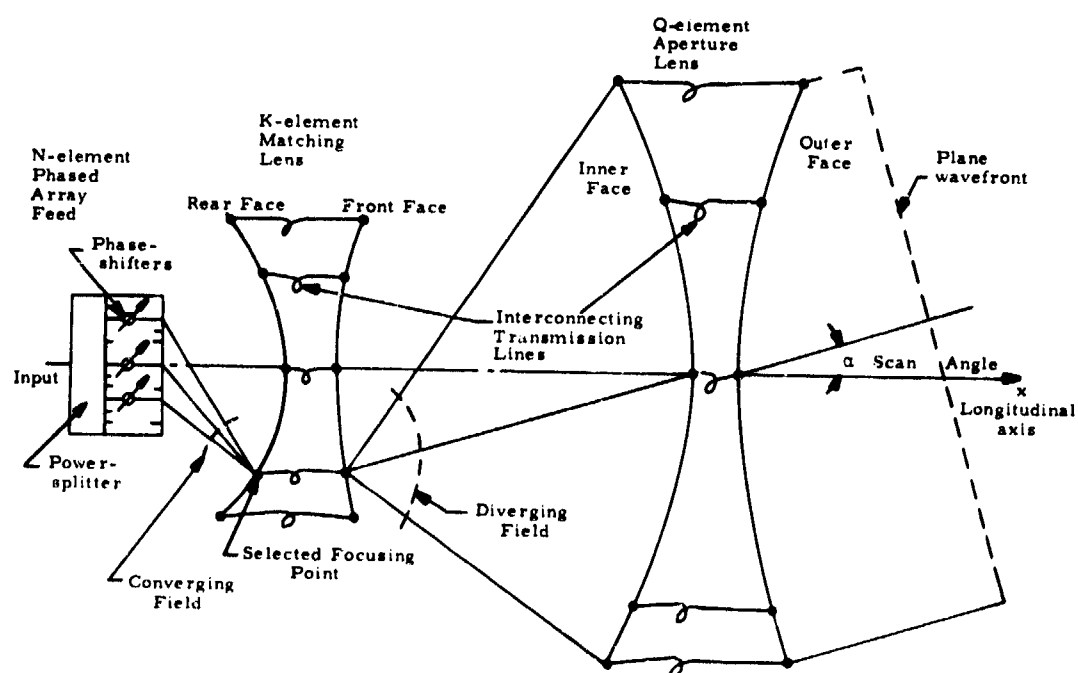 Q-element
Aperture
Lens
K-element
Matching
Lens
N-element
Phased
Array
Feed
Outer
Face
Plane
wavefront
Inner
Face
Rear Face
Front Face
Phase-
shifters
Interconnecting
Transmission
Lines
Input
α Scan Angle
x
Longitudinal
axis
Power-
splitter
Diverging
Field
Selected Focusing
Point
Converging
Field